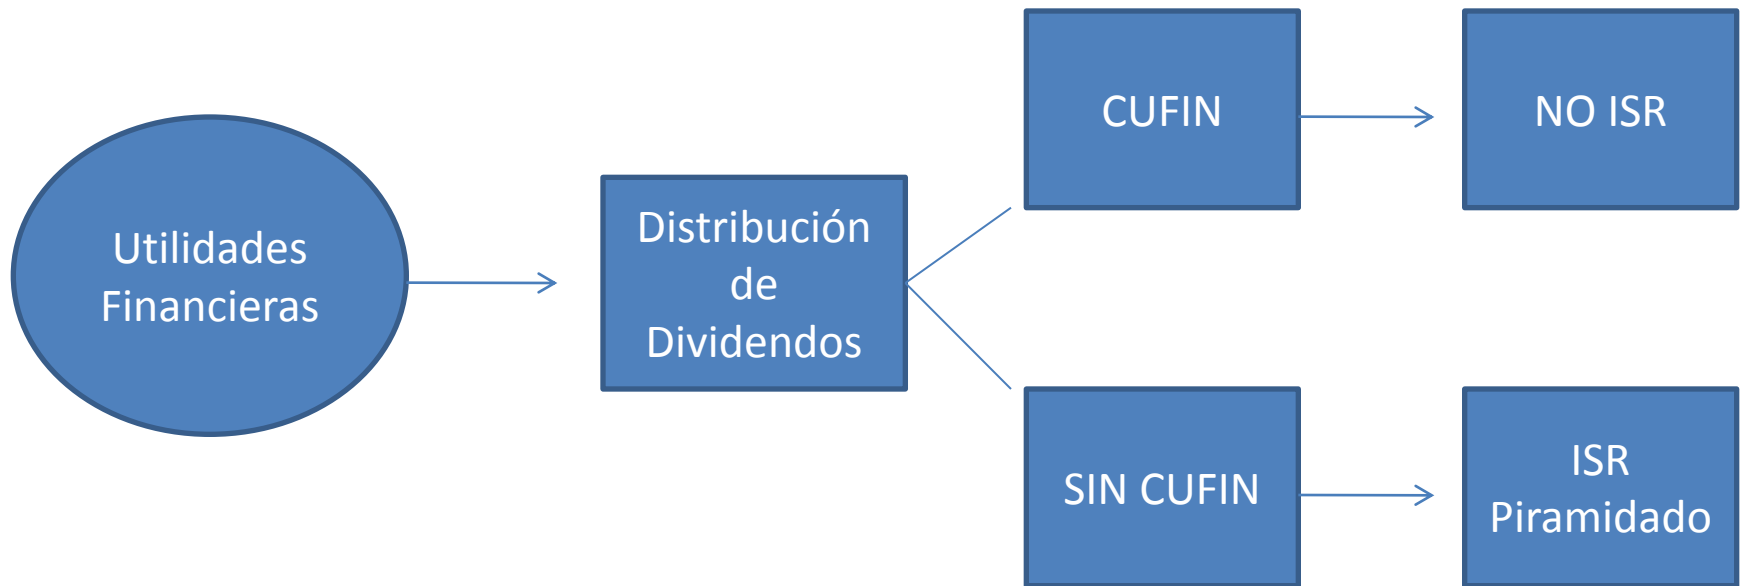 Utilidades
Financieras
Distribución
de
Dividendos
CUFIN
NO ISR
SIN CUFIN
ISR
Piramidado